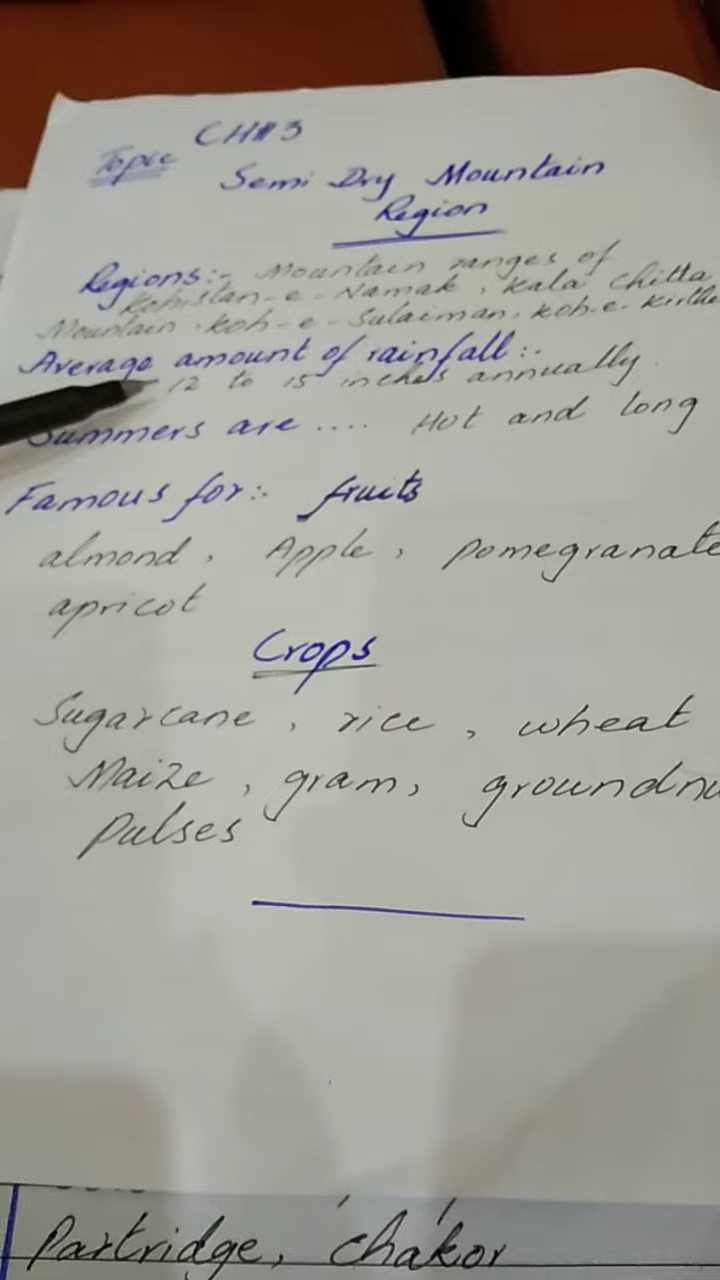 CH#3
Topic
Semi Dry Mountain
Region
Regions:- Mountain ranges of
Kohistan-e-Namak, Kala Chitta
Mountain, koh-e-Sulaiman, koh-e-
Average amount of rainfall:-
12 to 15 inches annually.
Summers are .... Hot and long
Famous for:- fruits
almond, Apple, pomegranate
apricot
Crops
Sugarcane, rice, wheat
Maize, gram, groundnu
Pulses
Partridge, chakor